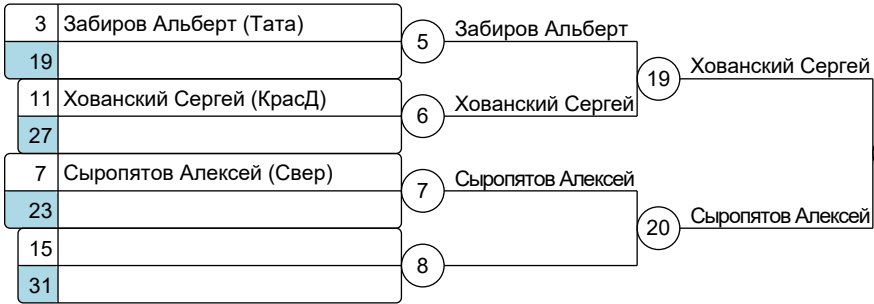 3 Забиров Альберт (Тата)
19
5
Забиров Альберт
11 Хованский Сергей (КрасД)
27
6
Хованский Сергей
19
Хованский Сергей
7 Сыропятов Алексей (Свер)
23
7
Сыропятов Алексей
15
31
8
20
Сыропятов Алексей